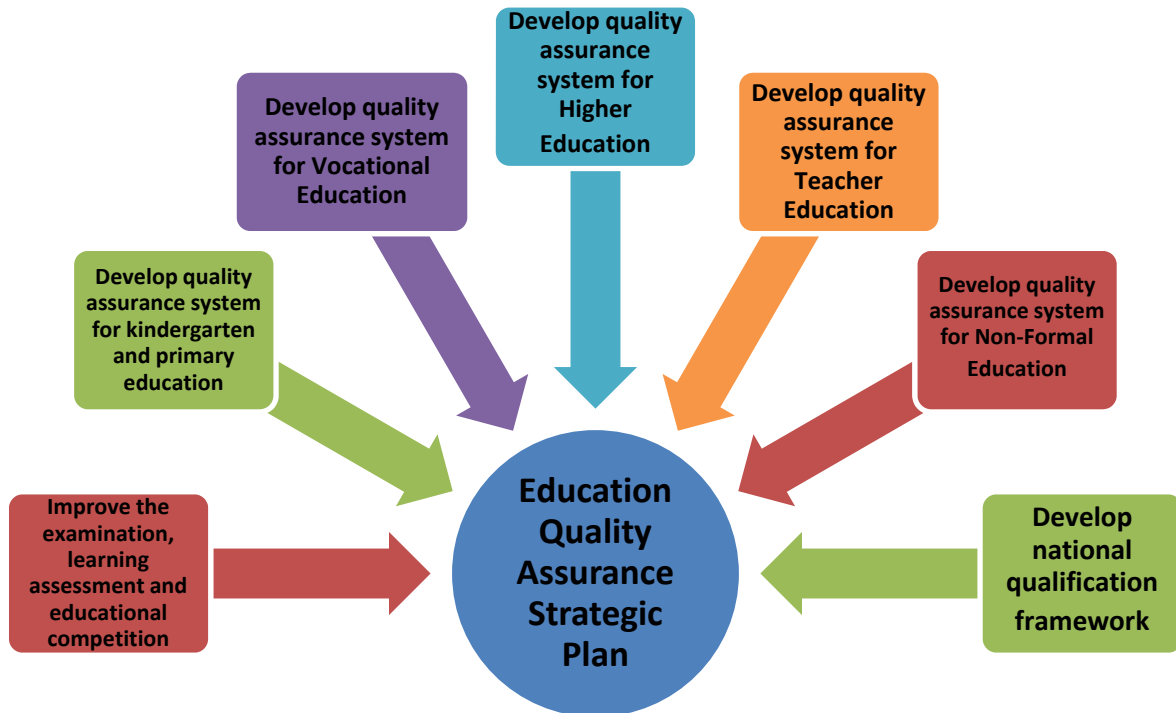 Develop quality
assurance
system for
Higher
Education
Develop quality
assurance system
for Vocational
Education
Develop quality
assurance
system for
Teacher
Education
Develop quality
assurance system
for kindergarten
and primary
education
Develop quality
assurance system
for Non-Formal
Education
Improve the
examination,
learning
assessment and
educational
competition
Education
Quality
Assurance
Strategic
Plan
Develop
national
qualification
framework